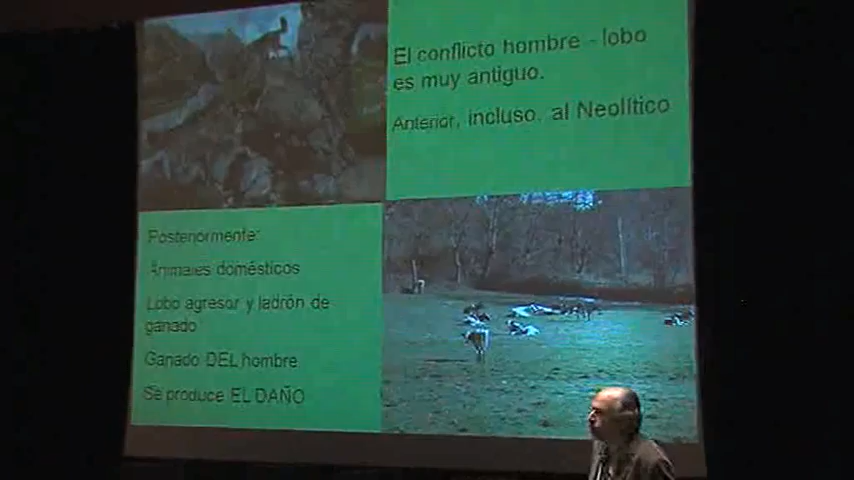 El conflicto hombre - lobo
es muy antiguo.
Anterior, incluso, al Neolítico
Posteriormente:
Animales domésticos
Lobo agresor y ladrón de
ganado
Ganado DEL hombre
Se produce EL DAÑO